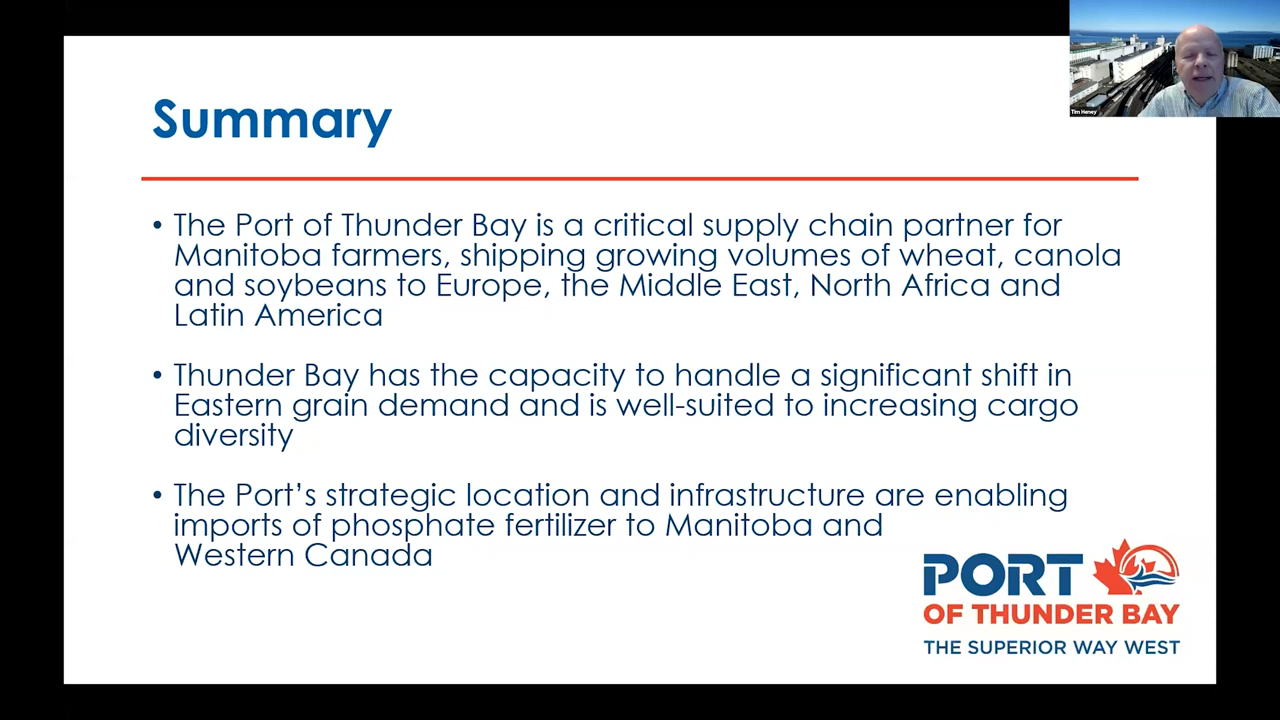 Summary
• The Port of Thunder Bay is a critical supply chain partner for
Manitoba farmers, shipping growing volumes of wheat, canola
and soybeans to Europe, the Middle East, North Africa and
Latin America
• Thunder Bay has the capacity to handle a significant shift in
Eastern grain demand and is well-suited to increasing cargo
diversity
• The Port’s strategic location and infrastructure are enabling
imports of phosphate fertilizer to Manitoba and
Western Canada
PORT
OF THUNDER BAY
THE SUPERIOR WAY WEST
Tim Heney